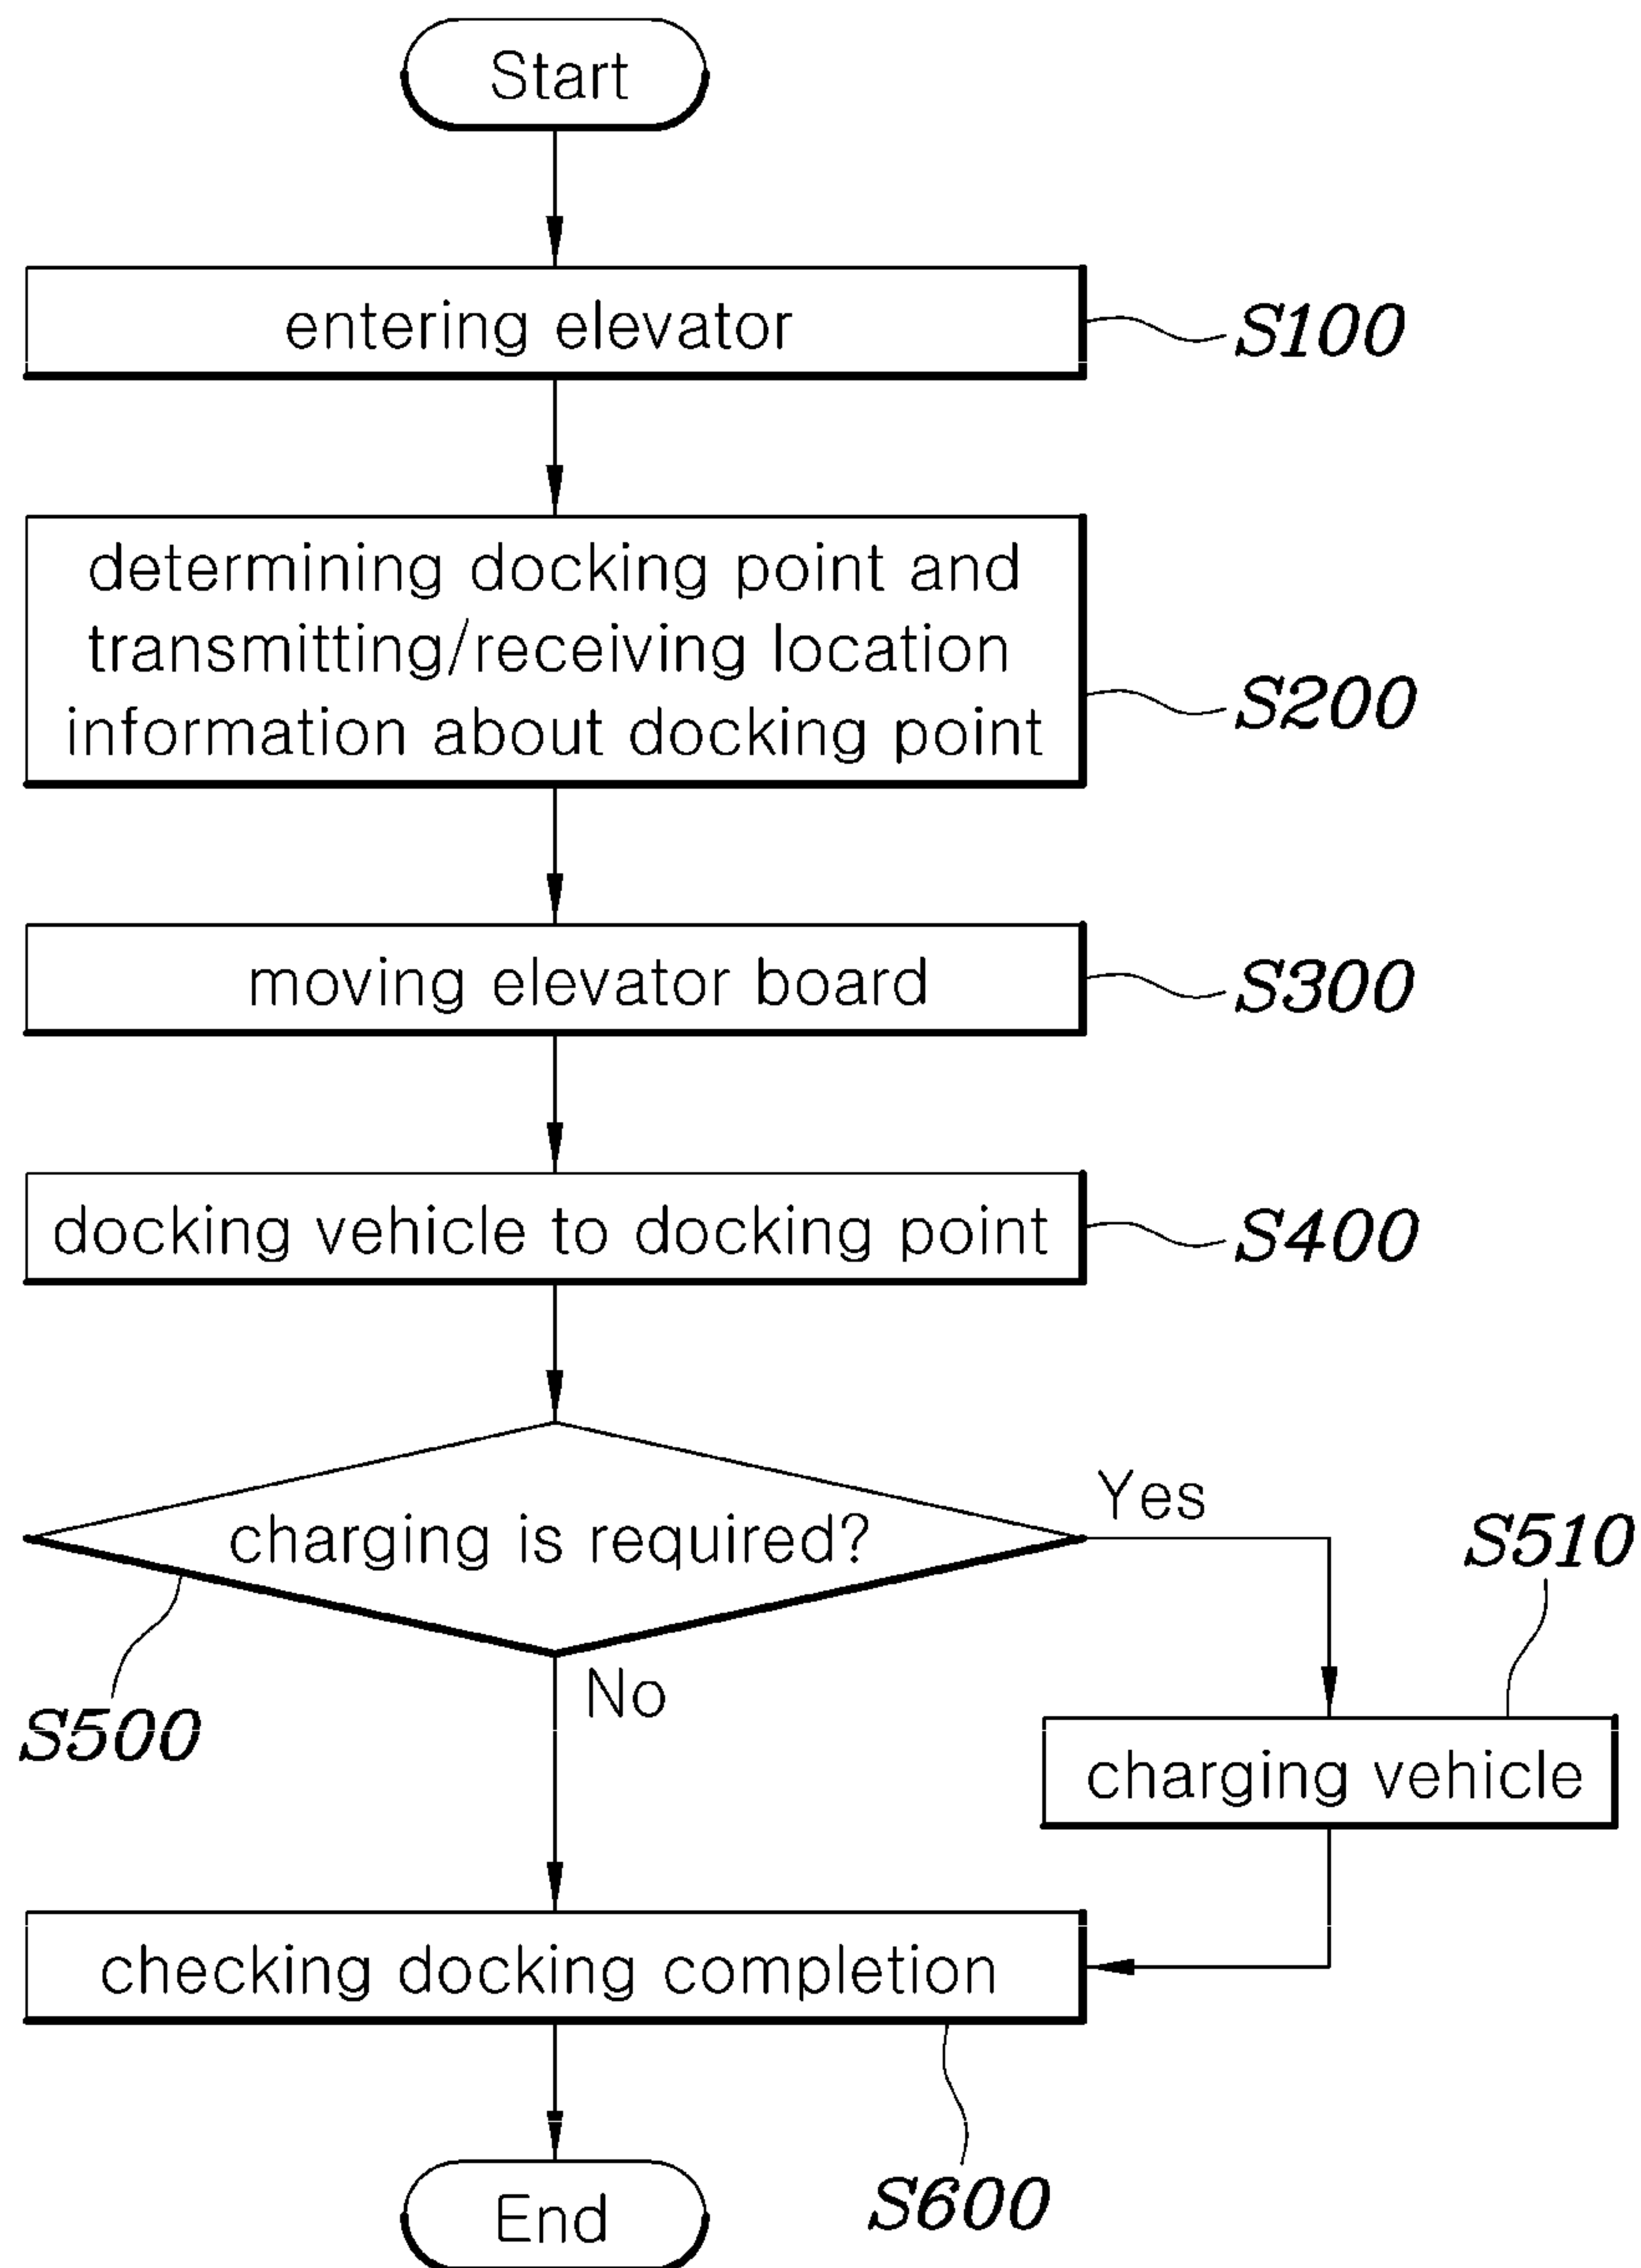 Start
entering elevator
S100
determining docking point and
transmitting/receiving location
information about docking point
S200
moving elevator board
S300
docking vehicle to docking point
S400
charging is required?
Yes
S510
No
S500
charging vehicle
checking docking completion
S600
End